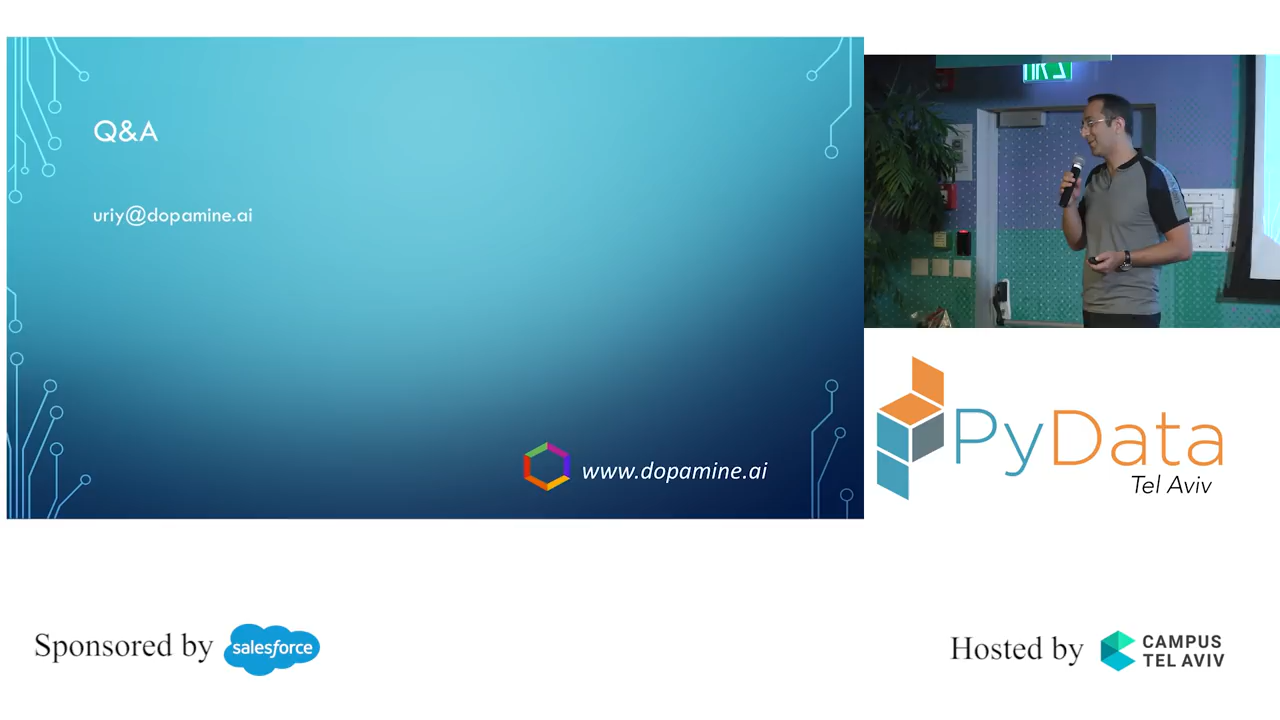 Q&A
uriy@dopamine.ai
www.dopamine.ai
PyData
Tel Aviv
Sponsored by salesforce
Hosted by CAMPUS
TEL AVIV